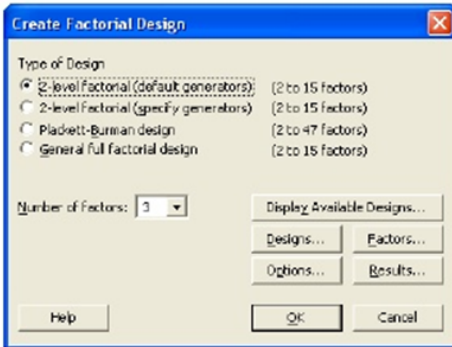 Create Factorial Design
Type of Design
2-level factorial (default generators) (2 to 15 factors)
2-level factorial (specify generators) (2 to 15 factors)
Plackett-Burman design (2 to 47 factors)
General full factorial design (2 to 15 factors)
Number of factors: 3
Display Available Designs...
Designs... Factors...
Options... Results...
Help OK Cancel